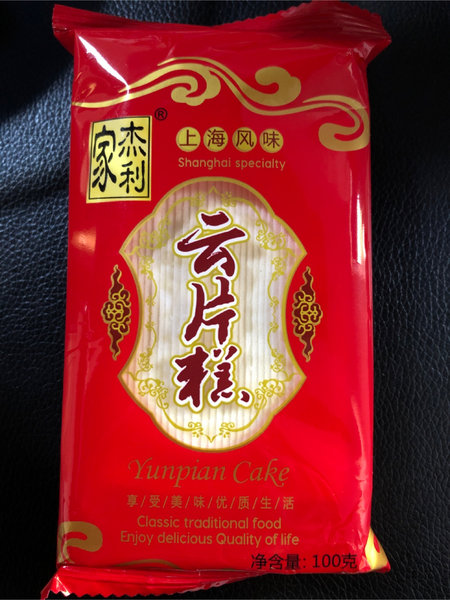 杰利家®
上海风味
Shanghai specialty
云片糕
Yunpian Cake
享/受/美/味/优/质/生/活
Classic traditional food
Enjoy delicious Quality of life
净含量: 100克